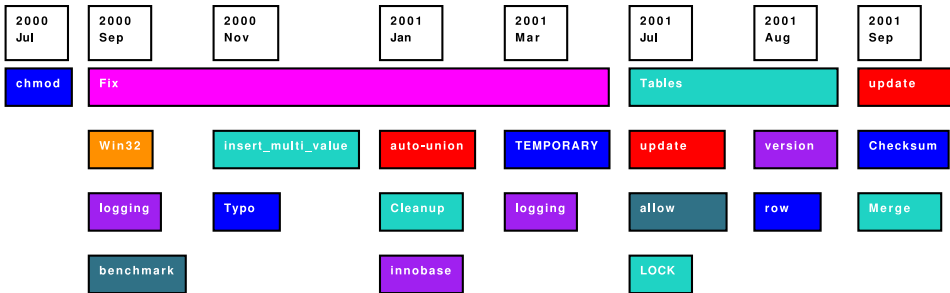 2000 2000 2000 2001 2001 2001 2001 2001
Jul Sep Nov Jan Mar Jul Aug Sep
chmod Fix Tables update
Win32 insert_multi_value auto-union TEMPORARY update version Checksum
logging Typo Cleanup logging allow row Merge
benchmark innobase LOCK